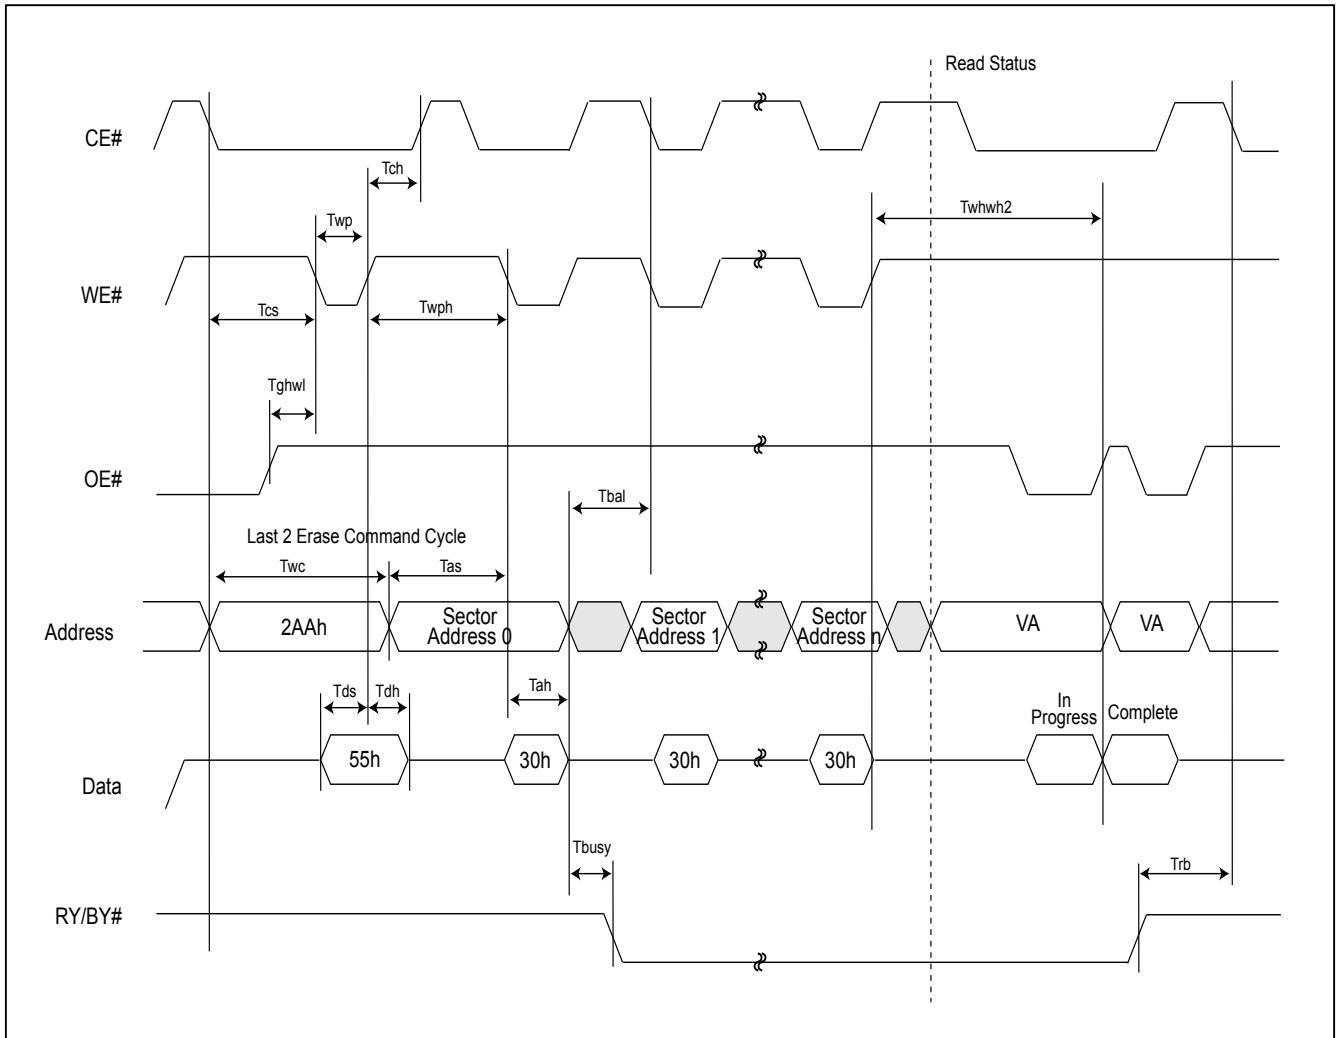 Read Status
CE#
Tch
Twp
Twhwh2
WE#
Tcs
Twph
Tghwl
OE#
Tbal
Last 2 Erase Command Cycle
Twc
Tas
Address
2AAh
Sector
Address 0
Sector
Address 1
Sector
Address n
VA
VA
Tds
Tdh
Tah
In
Progress
Complete
Data
55h
30h
30h
30h
Tbusy
Trb
RY/BY#